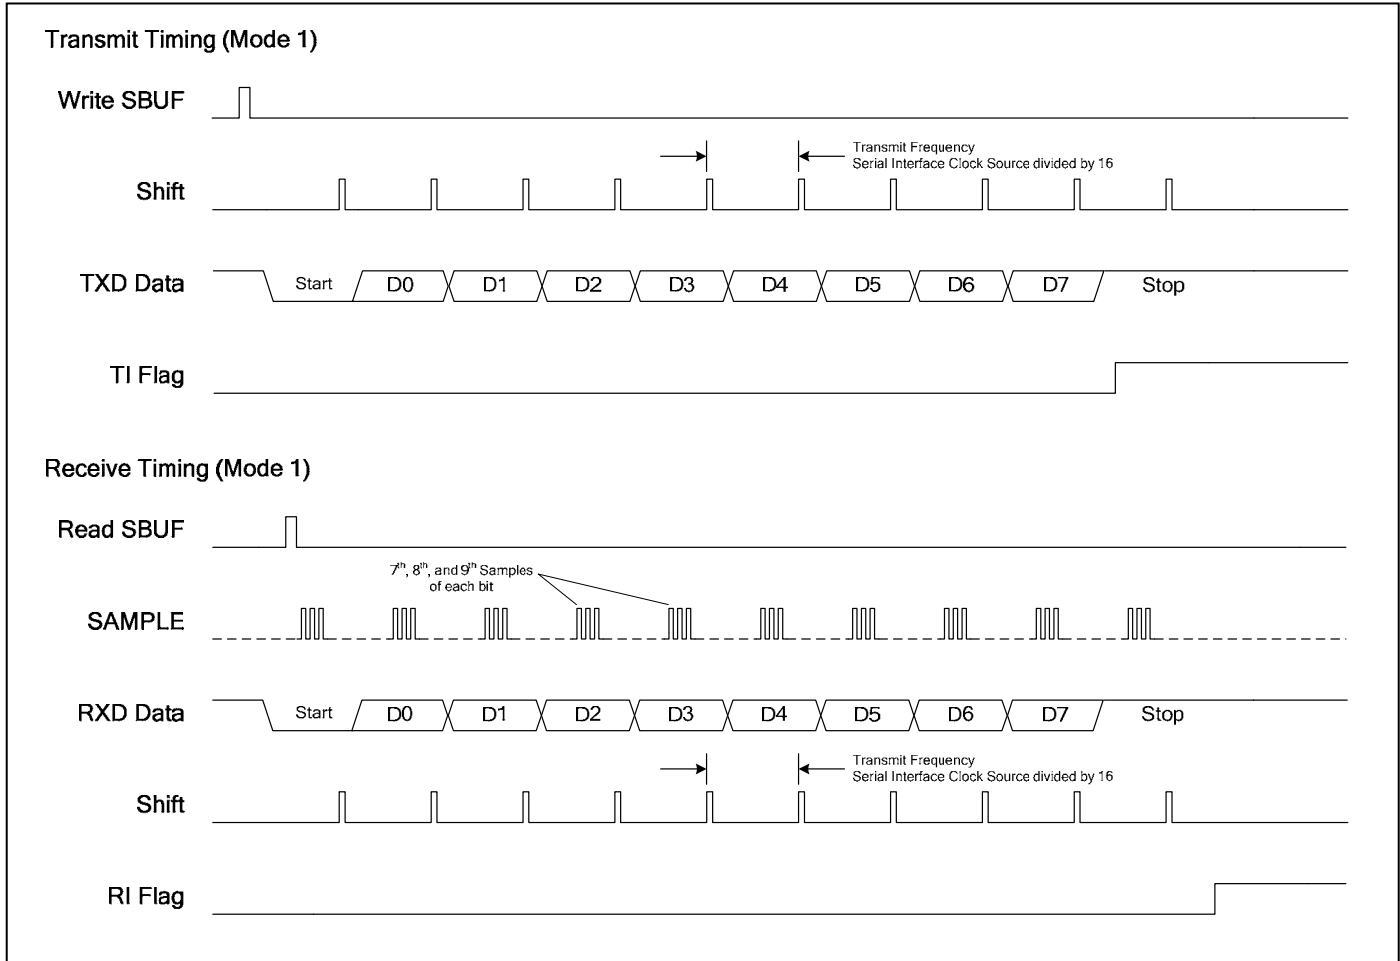 Transmit Timing (Mode 1)
Write SBUF
Transmit Frequency
Serial Interface Clock Source divided by 16
Shift
TXD Data
Start D0 D1 D2 D3 D4 D5 D6 D7 Stop
TI Flag
Receive Timing (Mode 1)
Read SBUF
7th, 8th, and 9th Samples
of each bit
SAMPLE
RXD Data
Start D0 D1 D2 D3 D4 D5 D6 D7 Stop
Transmit Frequency
Serial Interface Clock Source divided by 16
Shift
RI Flag